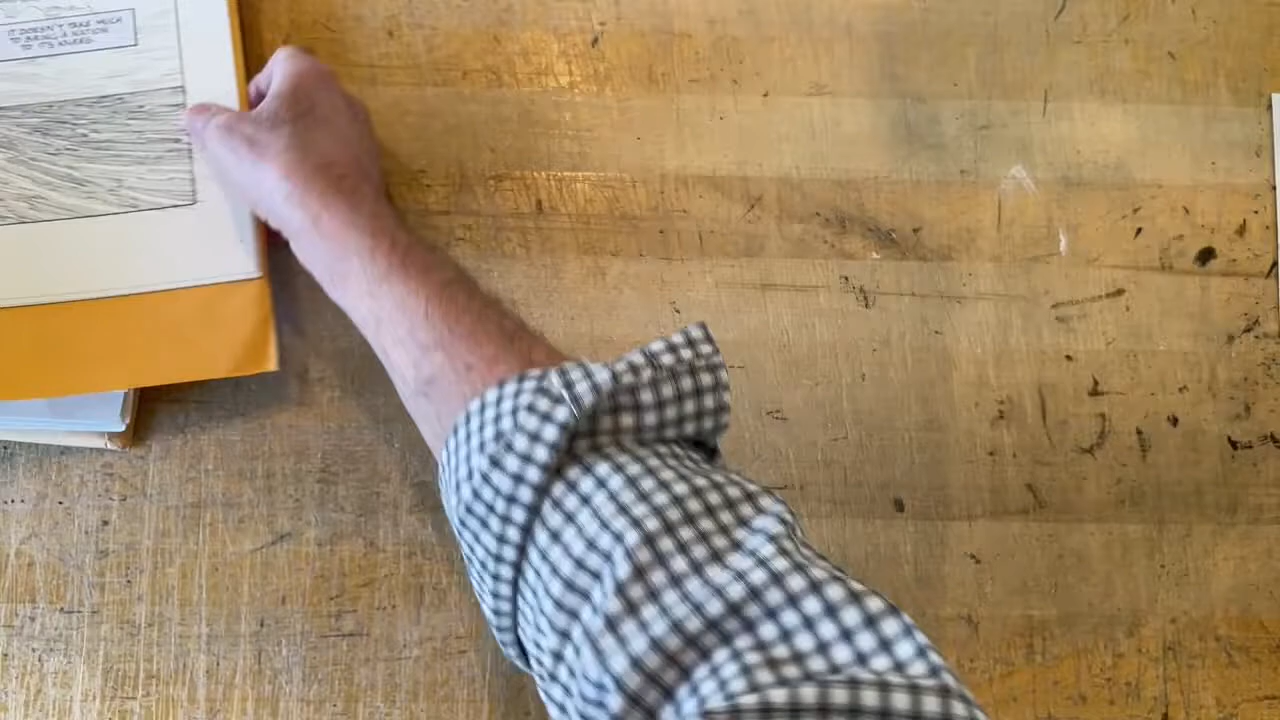 IT DOESN'T TAKE MUCH
TO BRING A NATION
TO ITS KNEES.